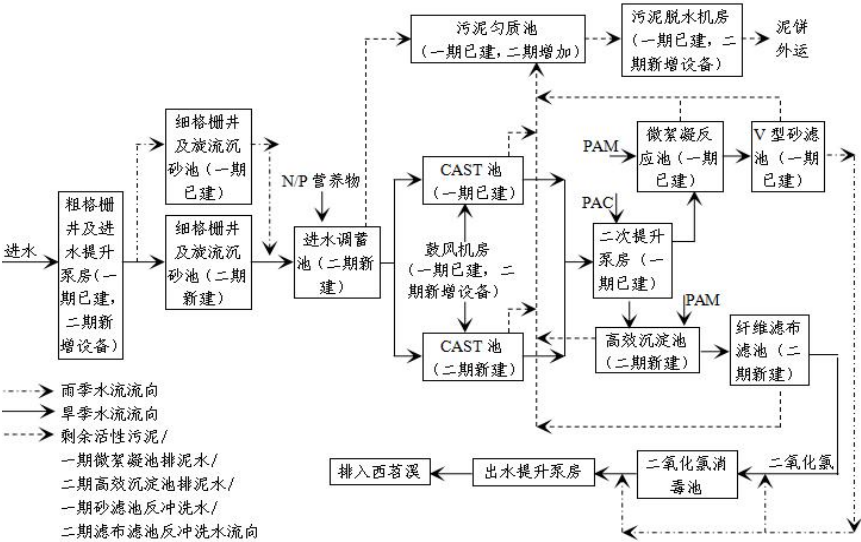 污泥匀质池
(一期已建,二期增加)
污泥脱水机房
(一期已建,二
期新增设备)
泥饼
外运
细格栅井
及旋流沉
砂池(一期
已建)
N/P 营养物
CAST 池
(一期已建)
PAM
微絮凝反
应池(一期
已建)
V 型砂滤
池(一期
已建)
进水
粗格栅
井及进
水提升
泵房(一
期已建,
二期新
增设备)
细格栅井
及旋流沉
砂池(二期
新建)
进水调蓄
池(二期新
建)
鼓风机房
(一期已建,二
期新增设备)
PAC
二次提升
泵房(一
期已建)
PAM
CAST 池
(二期新建)
高效沉淀池
(二期新建)
纤维滤布
滤池(二
期新建)
雨季水流流向
旱季水流流向
剩余活性污泥/
一期微絮凝池排泥水/
二期高效沉淀池排泥水/
一期砂滤池反冲洗水/
二期滤布滤池反冲洗水流向
排入西苕溪
出水提升泵房
二氧化氯消
毒池
二氧化氯